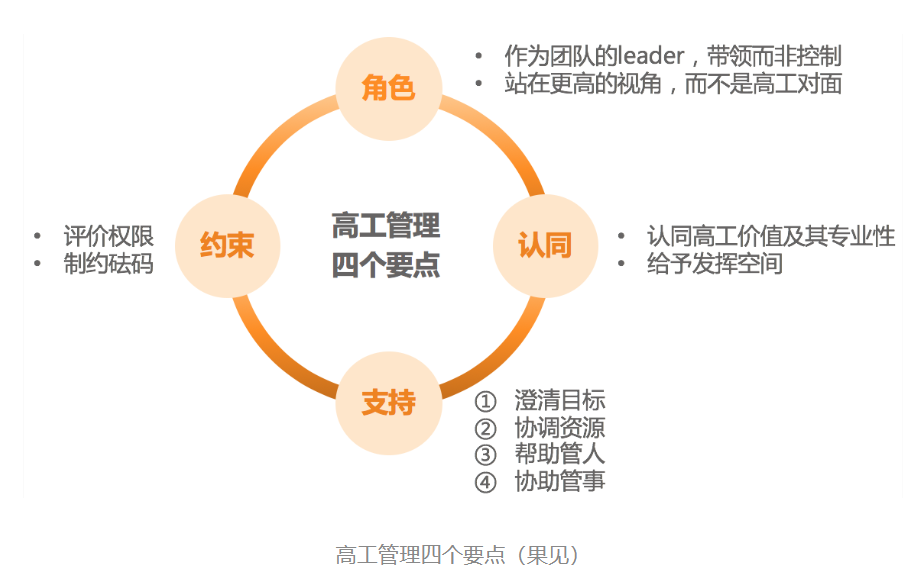 角色
• 作为团队的leader，带领而非控制
• 站在更高的视角，而不是高工对面
约束
• 评价权限
• 制约砝码
高工管理
四个要点
认同
• 认同高工价值及其专业性
• 给予发挥空间
支持
① 澄清目标
② 协调资源
③ 帮助管人
④ 协助管事
高工管理四个要点（果见）